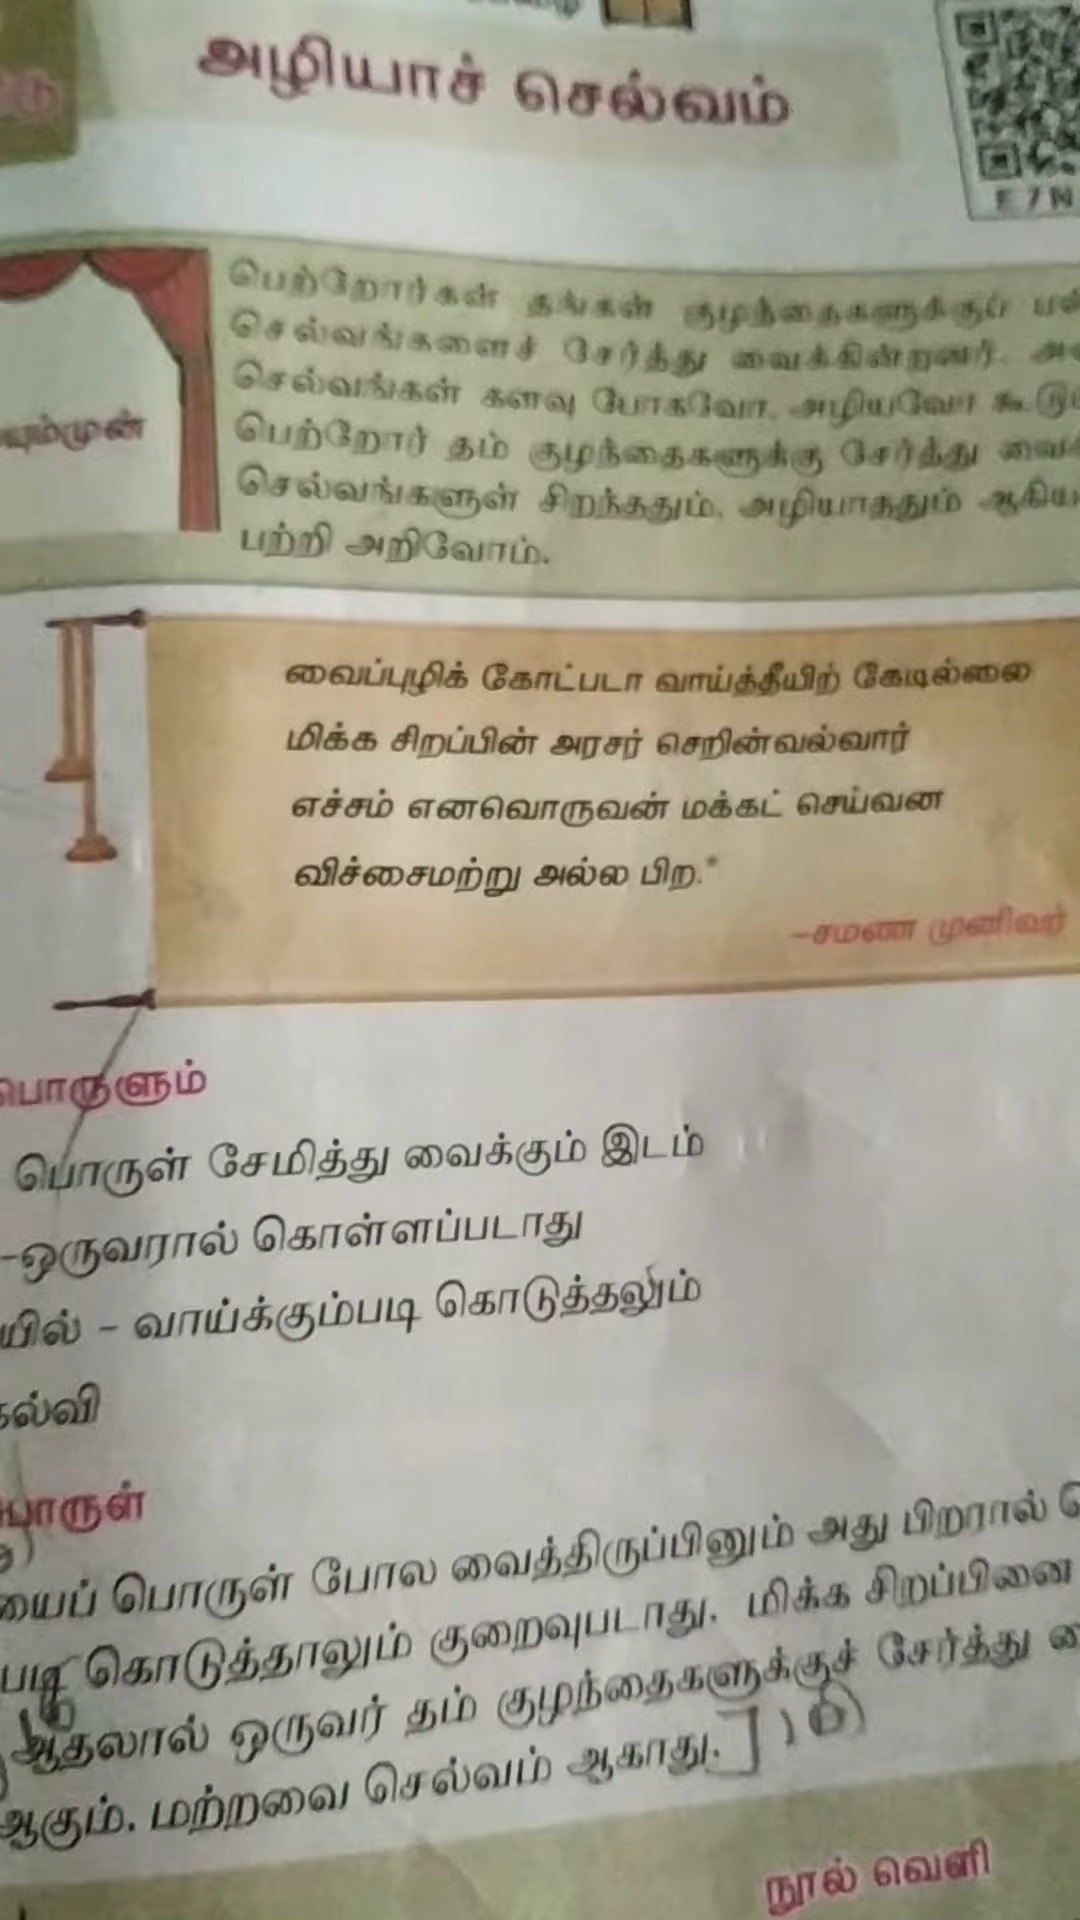 அழியாச் செல்வம்
E7N
பெற்றோர்கள் தங்கள் குழந்தைகளுக்குப்
செல்வங்களைச் சேர்த்து வைக்கின்றனர்.
செல்வங்கள் களவு போகவோ, அழியவோ
பெற்றோர் தம் குழந்தைகளுக்கு சேர்த்து
செல்வங்களுள் சிறந்ததும், அழியாததும்
பற்றி அறிவோம்.
வைப்புழிக் கோட்படா வாய்த்தீயிற் கேடில்லை
மிக்க சிறப்பின் அரசர் செறின்வவ்வார்
எச்சம் எனவொருவன் மக்கட் செய்வன
விச்சைமற்று அல்ல பிற.*
-சமண முனிவர்
பொருளும்
பொருள் சேமித்து வைக்கும் இடம்
-ஒருவரால் கொள்ளப்படாது
யில் - வாய்க்கும்படி கொடுத்தலும்
கல்வி
பொருள்
யைப் பொருள் போல வைத்திருப்பினும் அது பிறரால்
படி கொடுத்தாலும் குறைவுபடாது. மிக்க சிறப்பினை
ஆதலால் ஒருவர் தம் குழந்தைகளுக்குச் சேர்த்து
ஆகும். மற்றவை செல்வம் ஆகாது.
நூல் வெளி